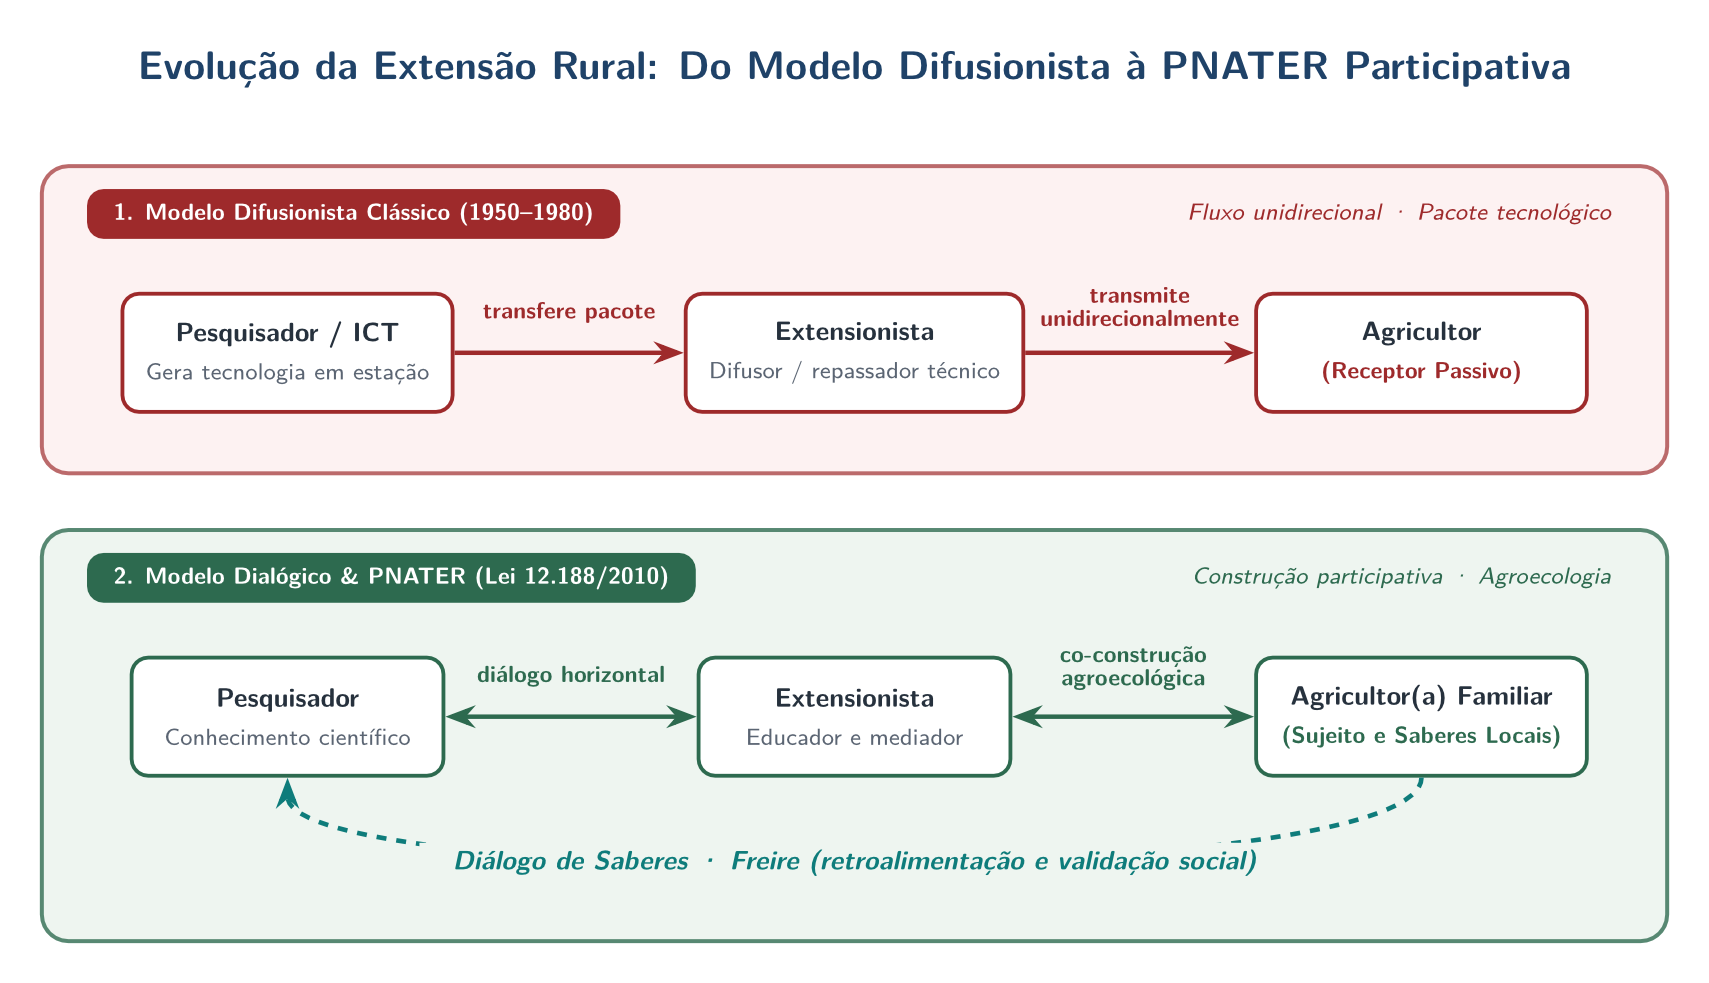 Evolução da Extensão Rural: Do Modelo Difusionista à PNATER Participativa
1. Modelo Difusionista Clássico (1950–1980)
Fluxo unidirecional · Pacote tecnológico
Pesquisador / ICT
Gera tecnologia em estação
transfere pacote
Extensionista
Difusor / repassador técnico
transmite
unidirecionalmente
Agricultor
(Receptor Passivo)
2. Modelo Dialógico & PNATER (Lei 12.188/2010)
Construção participativa · Agroecologia
Pesquisador
Conhecimento científico
diálogo horizontal
Extensionista
Educador e mediador
co-construção
agroecológica
Agricultor(a) Familiar
(Sujeito e Saberes Locais)
Diálogo de Saberes · Freire (retroalimentação e validação social)